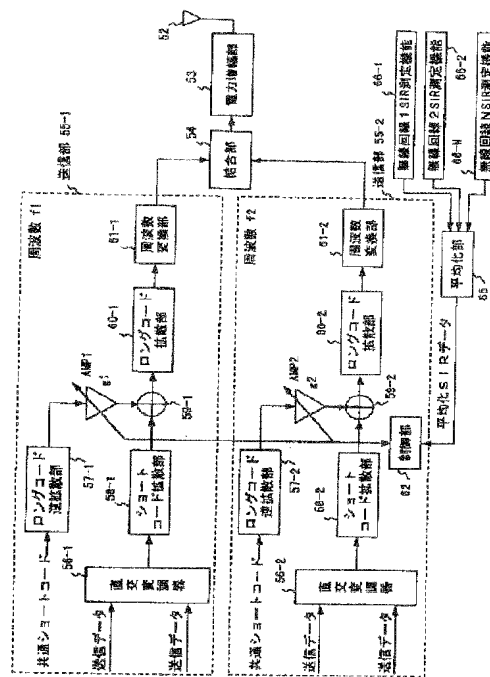 周波数 f1
送信部 55-1
共通ショートコード
ロングコード
逆拡散部
57-1
AMP1
g1
送信データ
送信データ
56-1
直交変調器
58-1
ショート
コード拡散部
59-1
60-1
ロングコード
拡散部
61-1
周波数
変換部
54
結合部
53
電力増幅器
52
周波数 f2
送信部 55-2
共通ショートコード
ロングコード
逆拡散部
57-2
AMP2
g2
送信データ
送信データ
56-2
直交変調器
58-2
ショート
コード拡散部
59-2
60-2
ロングコード
拡散部
61-2
周波数
変換部
62
制御部
平均化SIRデータ
平均化部
65
66-1
無線回線1SIR測定機能
66-2
無線回線2SIR測定機能
66-N
無線回線NSIR測定機能